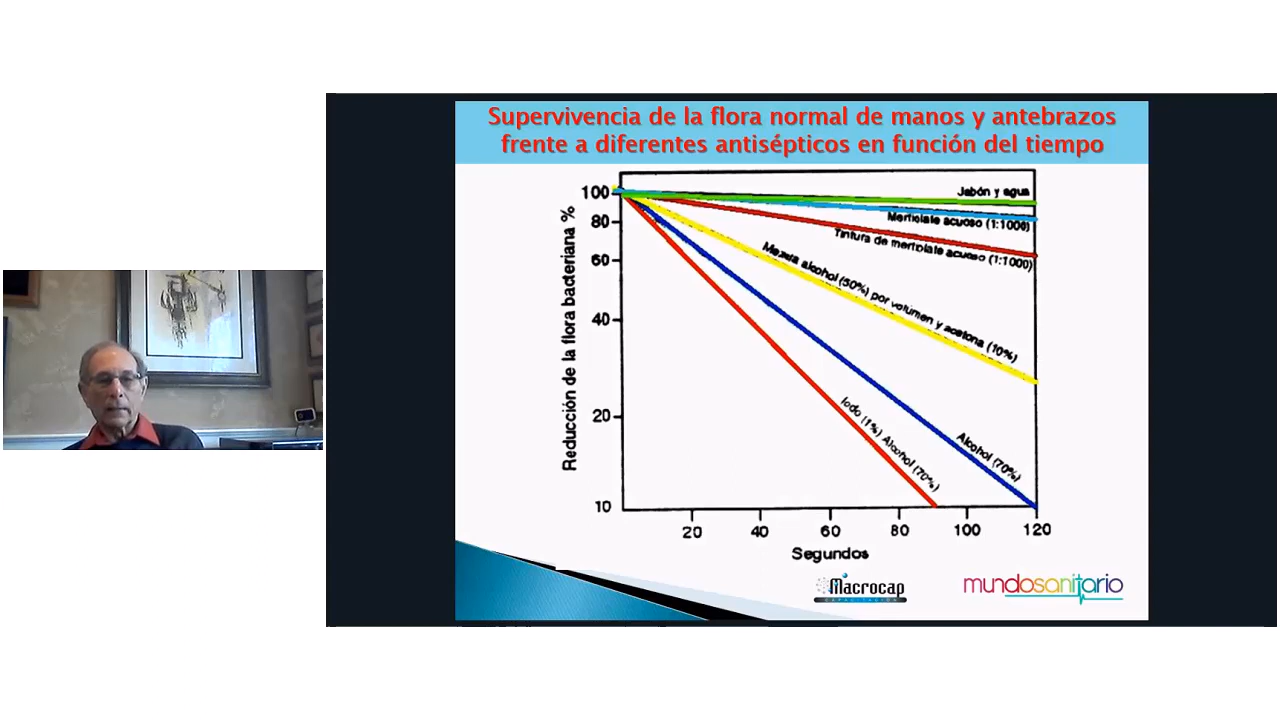 Supervivencia de la flora normal de manos y antebrazos
frente a diferentes antisépticos en función del tiempo
Reducción de la flora bacteriana %
100
80
60
40
20
10
Jabón y agua
Mertiolate acuoso (1:1000)
Tintura de mertiolate acuoso (1:1000)
Mezcla alcohol (50%) por volumen y acetona (10%)
Iodo (1%) Alcohol (70%)
Alcohol (70%)
20 40 60 80 100 120
Segundos
Macrocap
CAPACITACIÓN
mundosanitario